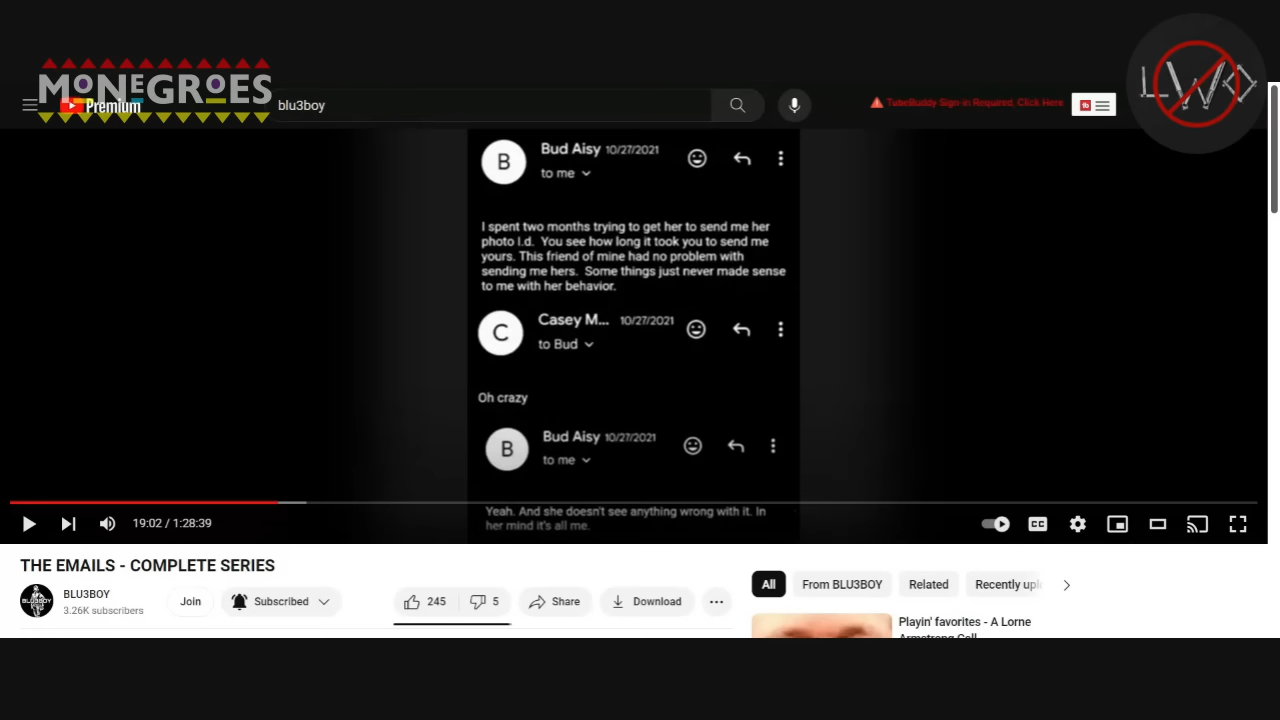 MONEGROES
Premium
blu3boy
TubeBuddy Sign-in Required, Click Here
tb
LWKD
B
Bud Aisy 10/27/2021
to me
I spent two months trying to get her to send me her
photo I.d. You see how long it took you to send me
yours. This friend of mine had no problem with
sending me hers. Some things just never made sense
to me with her behavior.
C
Casey M... 10/27/2021
to Bud
Oh crazy
B
Bud Aisy 10/27/2021
to me
Yeah. And she doesn't see anything wrong with it. In
her mind it's all me.
19:02 / 1:28:39
CC
THE EMAILS - COMPLETE SERIES
BLU3BOY
BLU3BOY
3.26K subscribers
Join
Subscribed
245
5
Share
Download
All
From BLU3BOY
Related
Recently upl
Playin' favorites - A Lorne
Armstrong Call